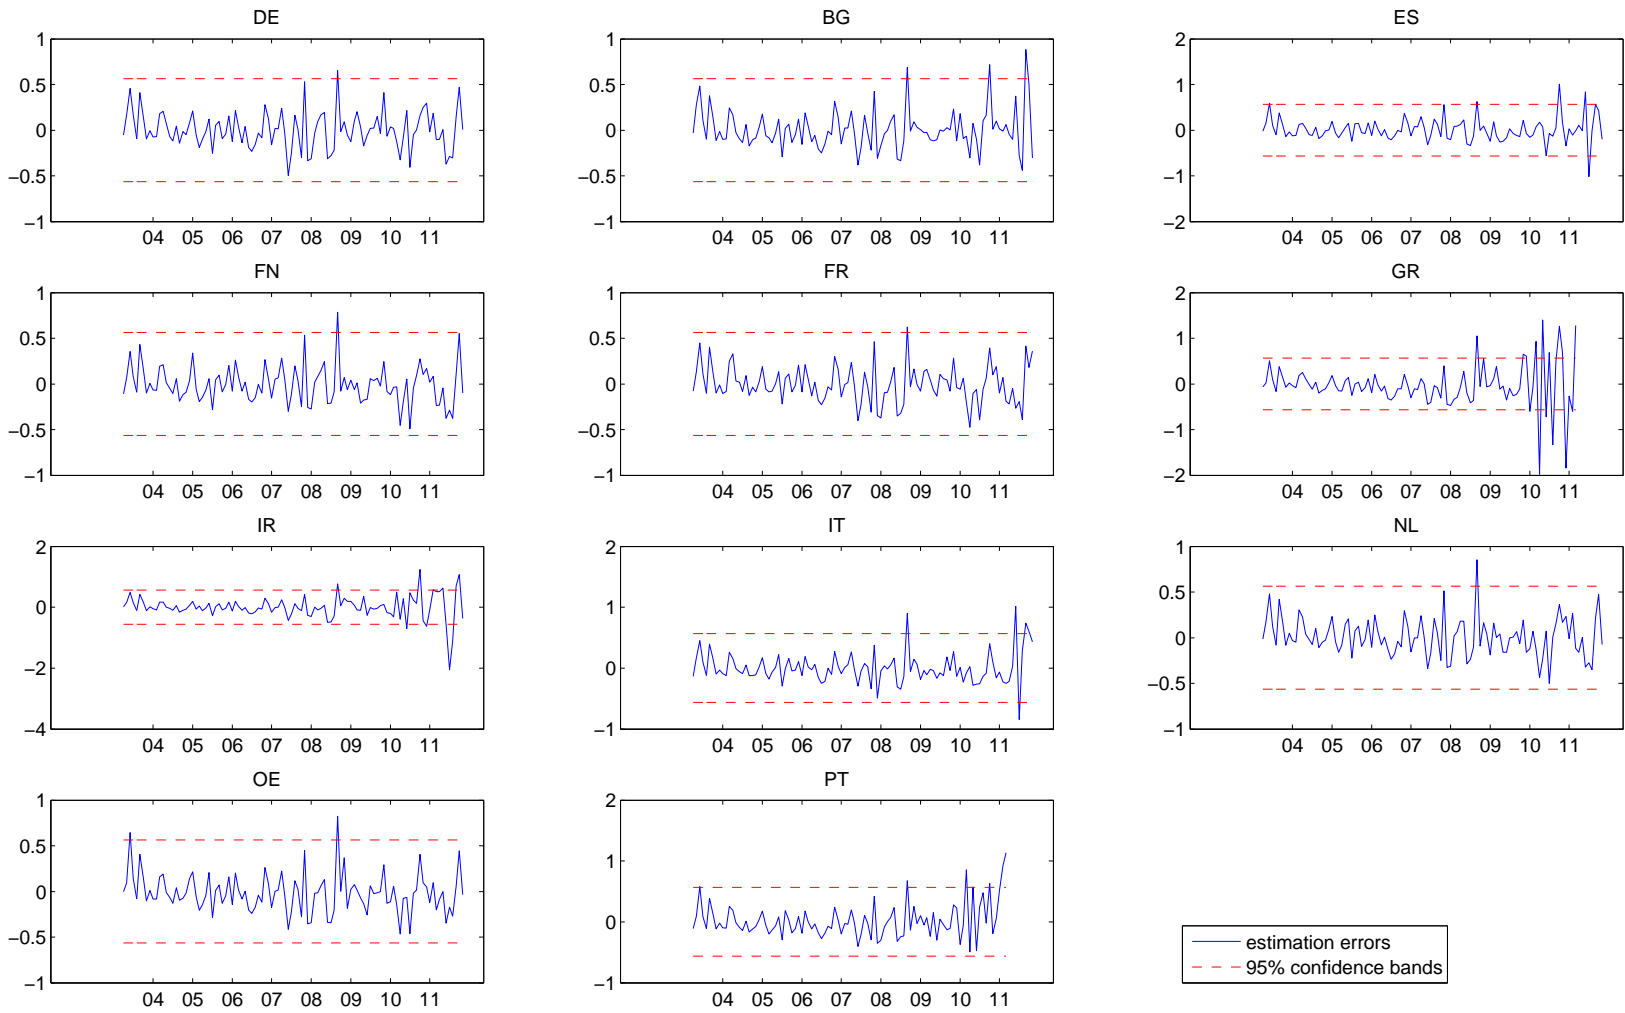 DE BG ES
1 1 2
0.5 0.5 1
0 0 0
−0.5 −0.5 −1
−1 −1 −2
04 05 06 07 08 09 10 11 04 05 06 07 08 09 10 11 04 05 06 07 08 09 10 11
FN FR GR
1 1 2
0.5 0.5 1
0 0 0
−0.5 −0.5 −1
−1 −1 −2
04 05 06 07 08 09 10 11 04 05 06 07 08 09 10 11 04 05 06 07 08 09 10 11
IR IT NL
2 2 1
0.5
0 1 0
−2 0 −0.5
−4 −1 −1
04 05 06 07 08 09 10 11 04 05 06 07 08 09 10 11 04 05 06 07 08 09 10 11
OE PT
1 2
0.5 1
0
−0.5 0
−1 −1
04 05 06 07 08 09 10 11 04 05 06 07 08 09 10 11
estimation errors
95% confidence bands